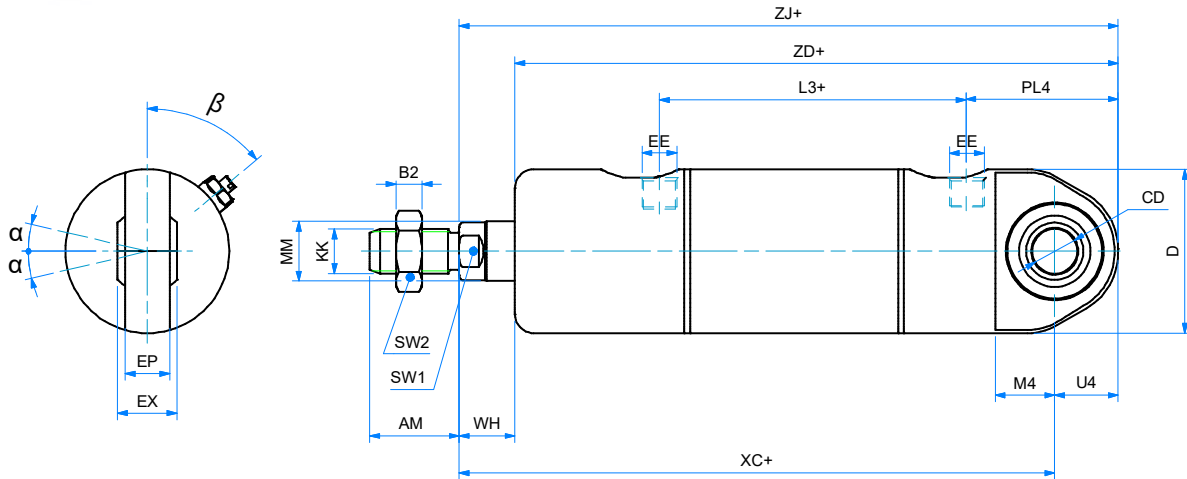 ZJ+
ZD+
L3+
PL4
β
EE
EE
B2
CD
α
α
MM
KK
D
SW2
SW1
EP
EX
M4
U4
AM
WH
XC+